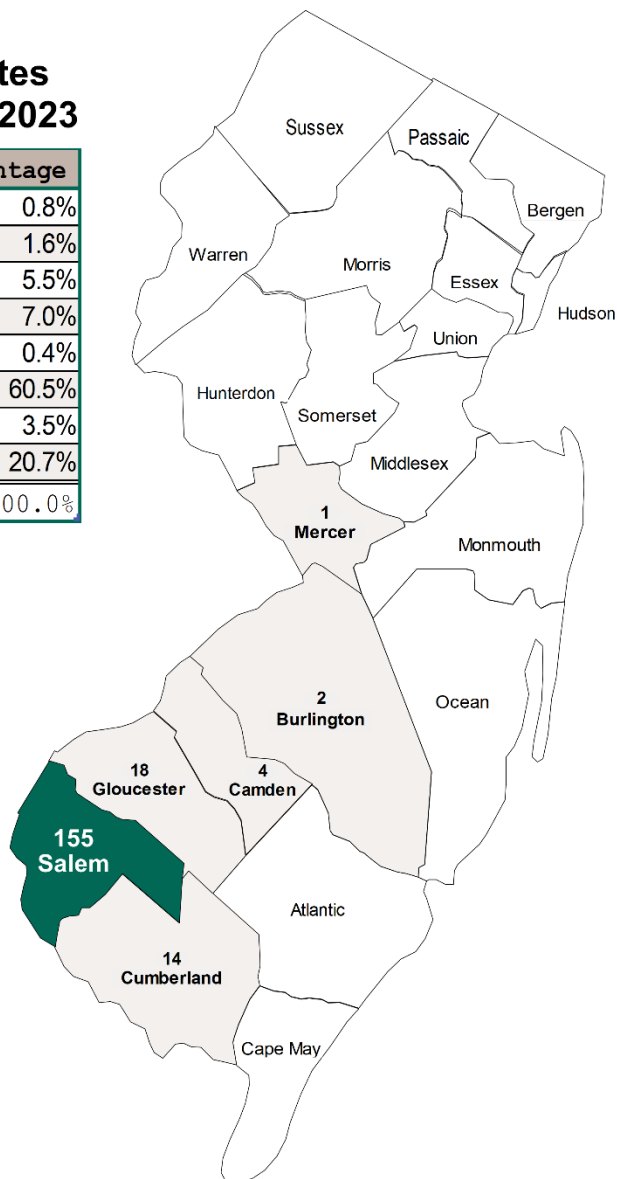 tes
2023
ntage
0.8%
1.6%
5.5%
7.0%
0.4%
60.5%
3.5%
20.7%
00.0%
Sussex
Passaic
Bergen
Warren
Morris
Essex
Hudson
Union
Hunterdon
Somerset
Middlesex
1
Mercer
Monmouth
2
Burlington
Ocean
18
Gloucester
4
Camden
155
Salem
Atlantic
14
Cumberland
Cape May